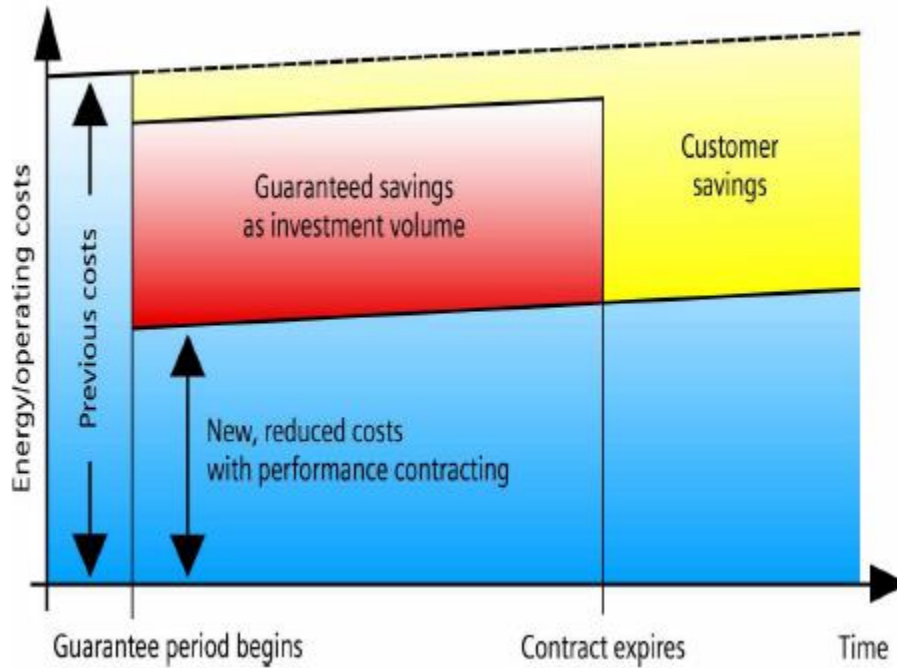 Energy/operating costs
Previous costs
Guaranteed savings
as investment volume
Customer
savings
New, reduced costs
with performance contracting
Guarantee period begins
Contract expires
Time